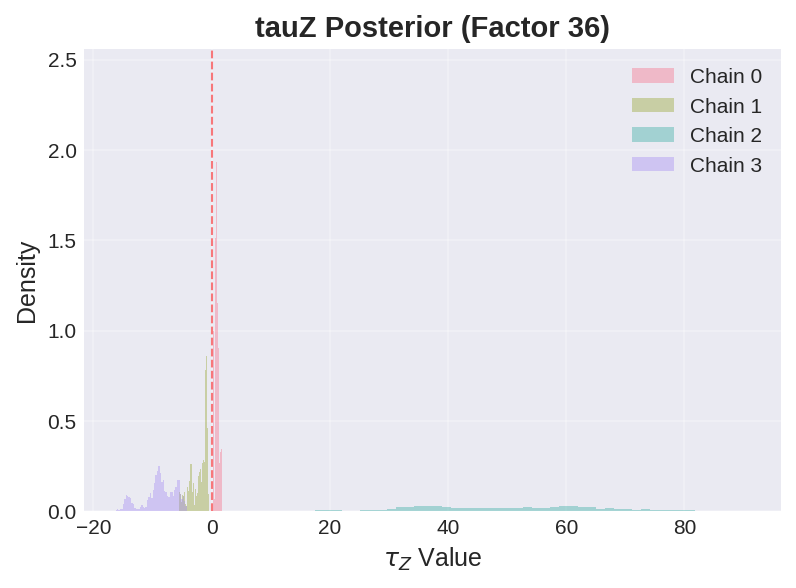 tauZ Posterior (Factor 36)
2.5
2.0
1.5
1.0
0.5
0.0
Density
Chain 0
Chain 1
Chain 2
Chain 3
−20
0
20
40
60
80
τ_Z Value